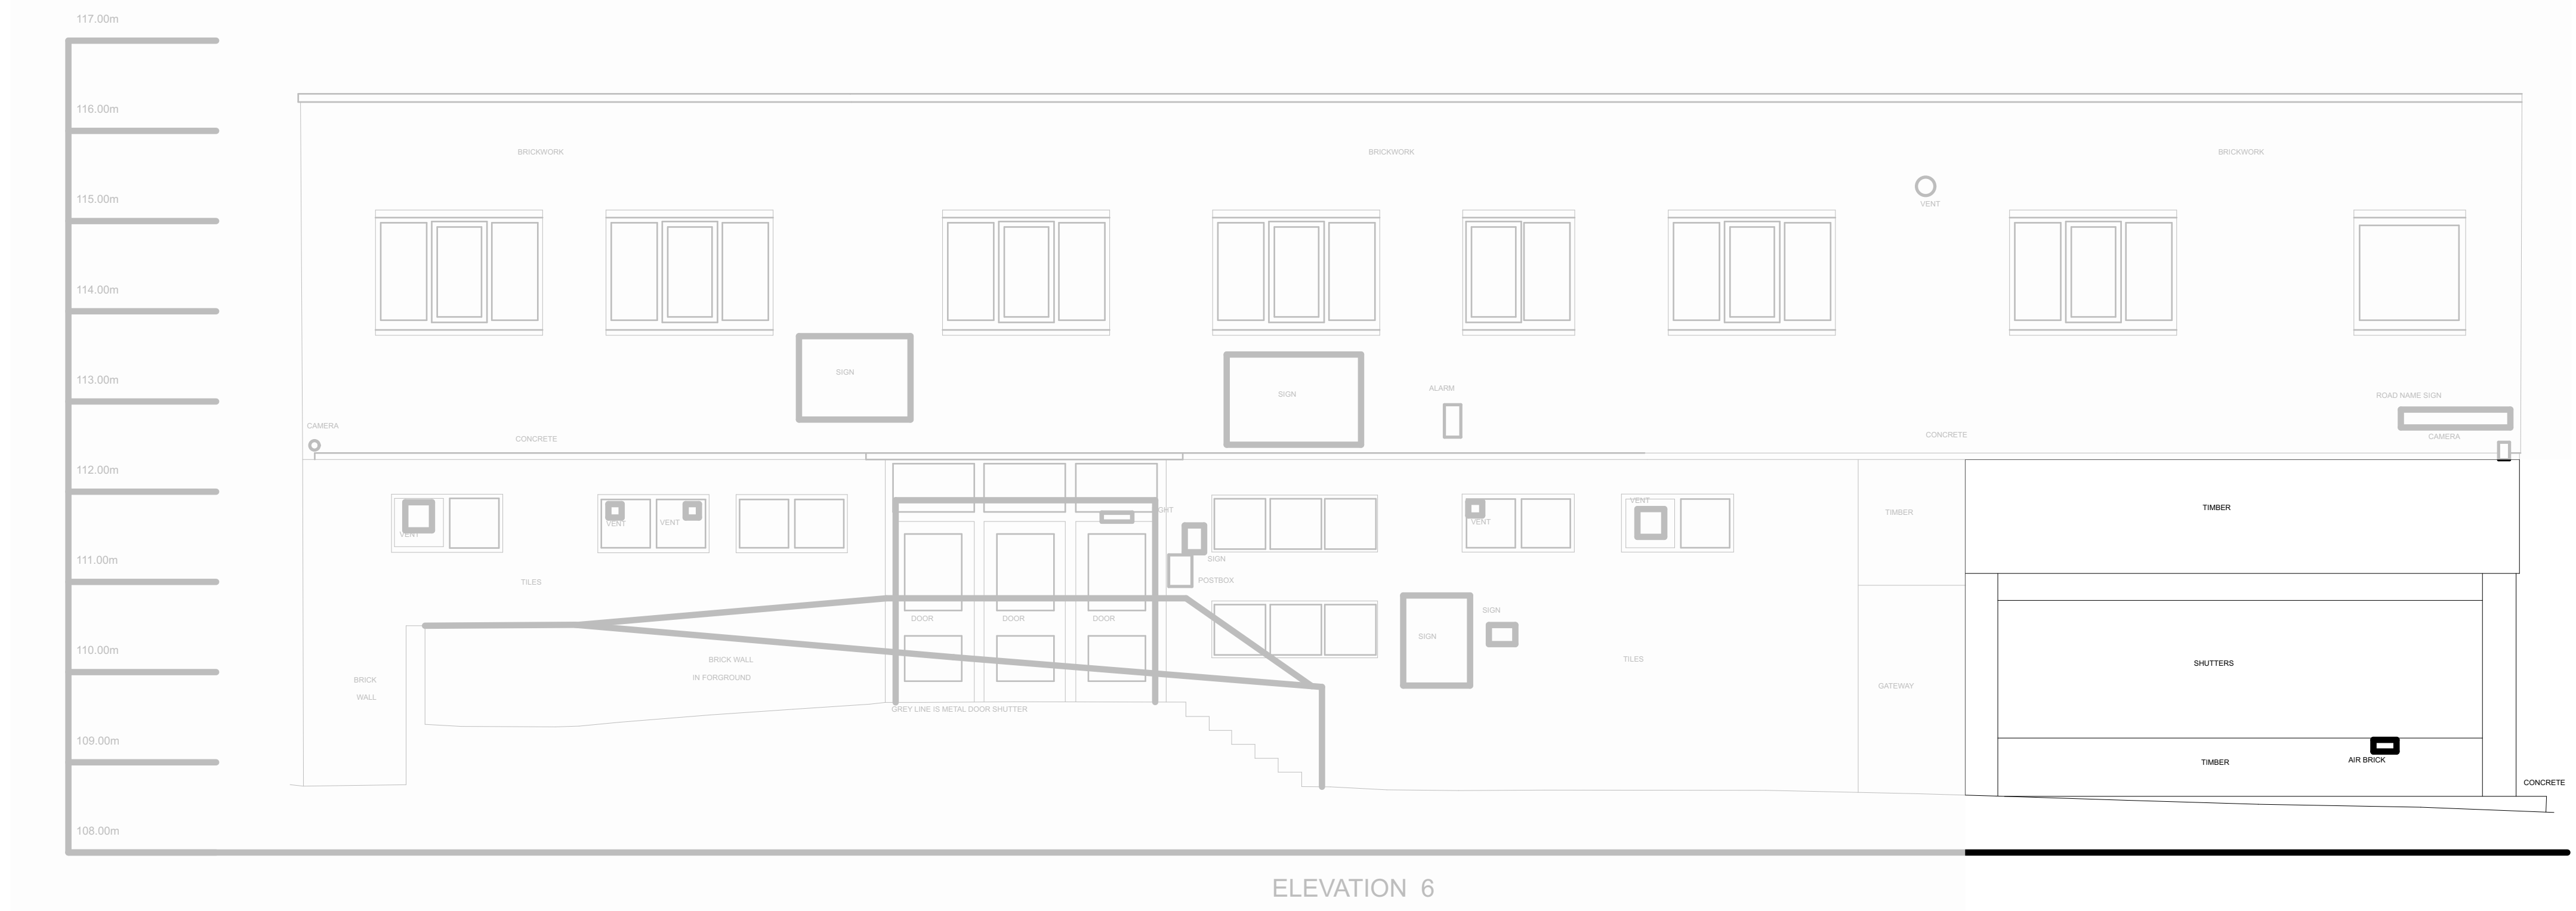 117.00m
116.00m
BRICKWORK
BRICKWORK
BRICKWORK
115.00m
VENT
114.00m
113.00m
SIGN
SIGN
ALARM
ROAD NAME SIGN
CAMERA
CONCRETE
CONCRETE
CAMERA
112.00m
VENT
VENT
VENT
GHT
VENT
VENT
TIMBER
TIMBER
111.00m
TILES
SIGN
POSTBOX
DOOR
DOOR
DOOR
SIGN
SIGN
110.00m
BRICK WALL
IN FORGROUND
TILES
SHUTTERS
BRICK
WALL
GATEWAY
GREY LINE IS METAL DOOR SHUTTER
109.00m
TIMBER
AIR BRICK
CONCRETE
108.00m
ELEVATION 6